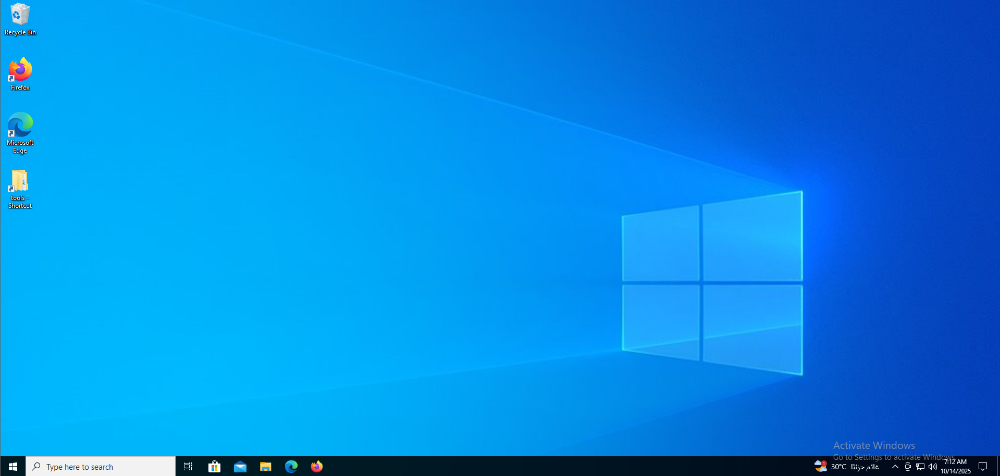 Recycle Bin
Firefox
Microsoft
Edge
tools -
Shortcut
Activate Windows
Go to Settings to activate Windows.
Type here to search
1
30°C غائم جزئيًا
7:12 AM
10/14/2025